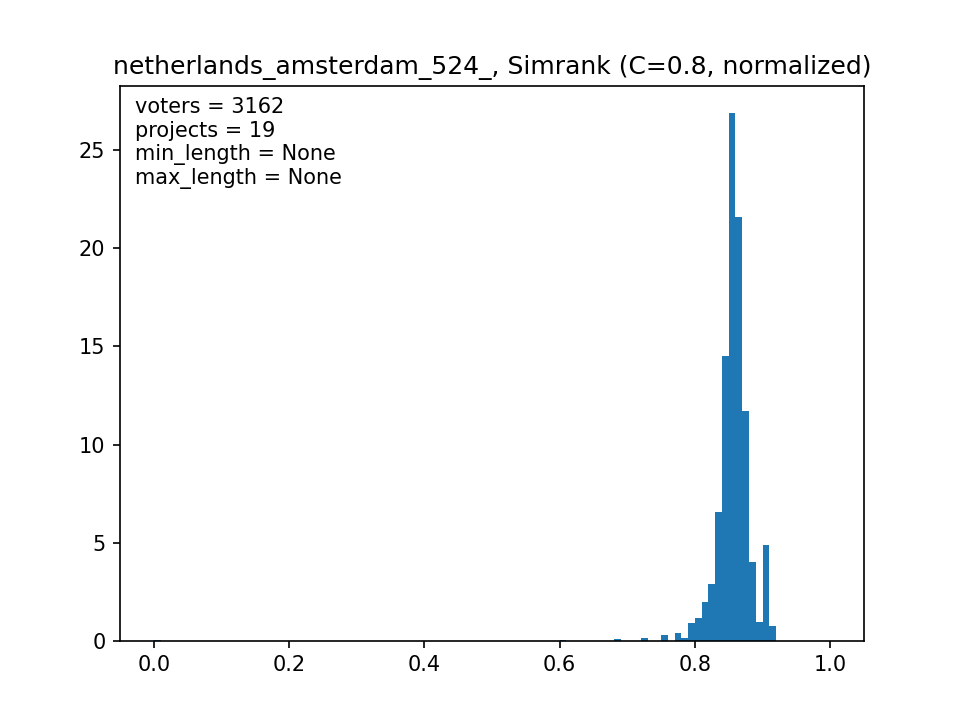 netherlands_amsterdam_524_, Simrank (C=0.8, normalized)
voters = 3162
projects = 19
min_length = None
max_length = None
25
20
15
10
5
0
0.0 0.2 0.4 0.6 0.8 1.0